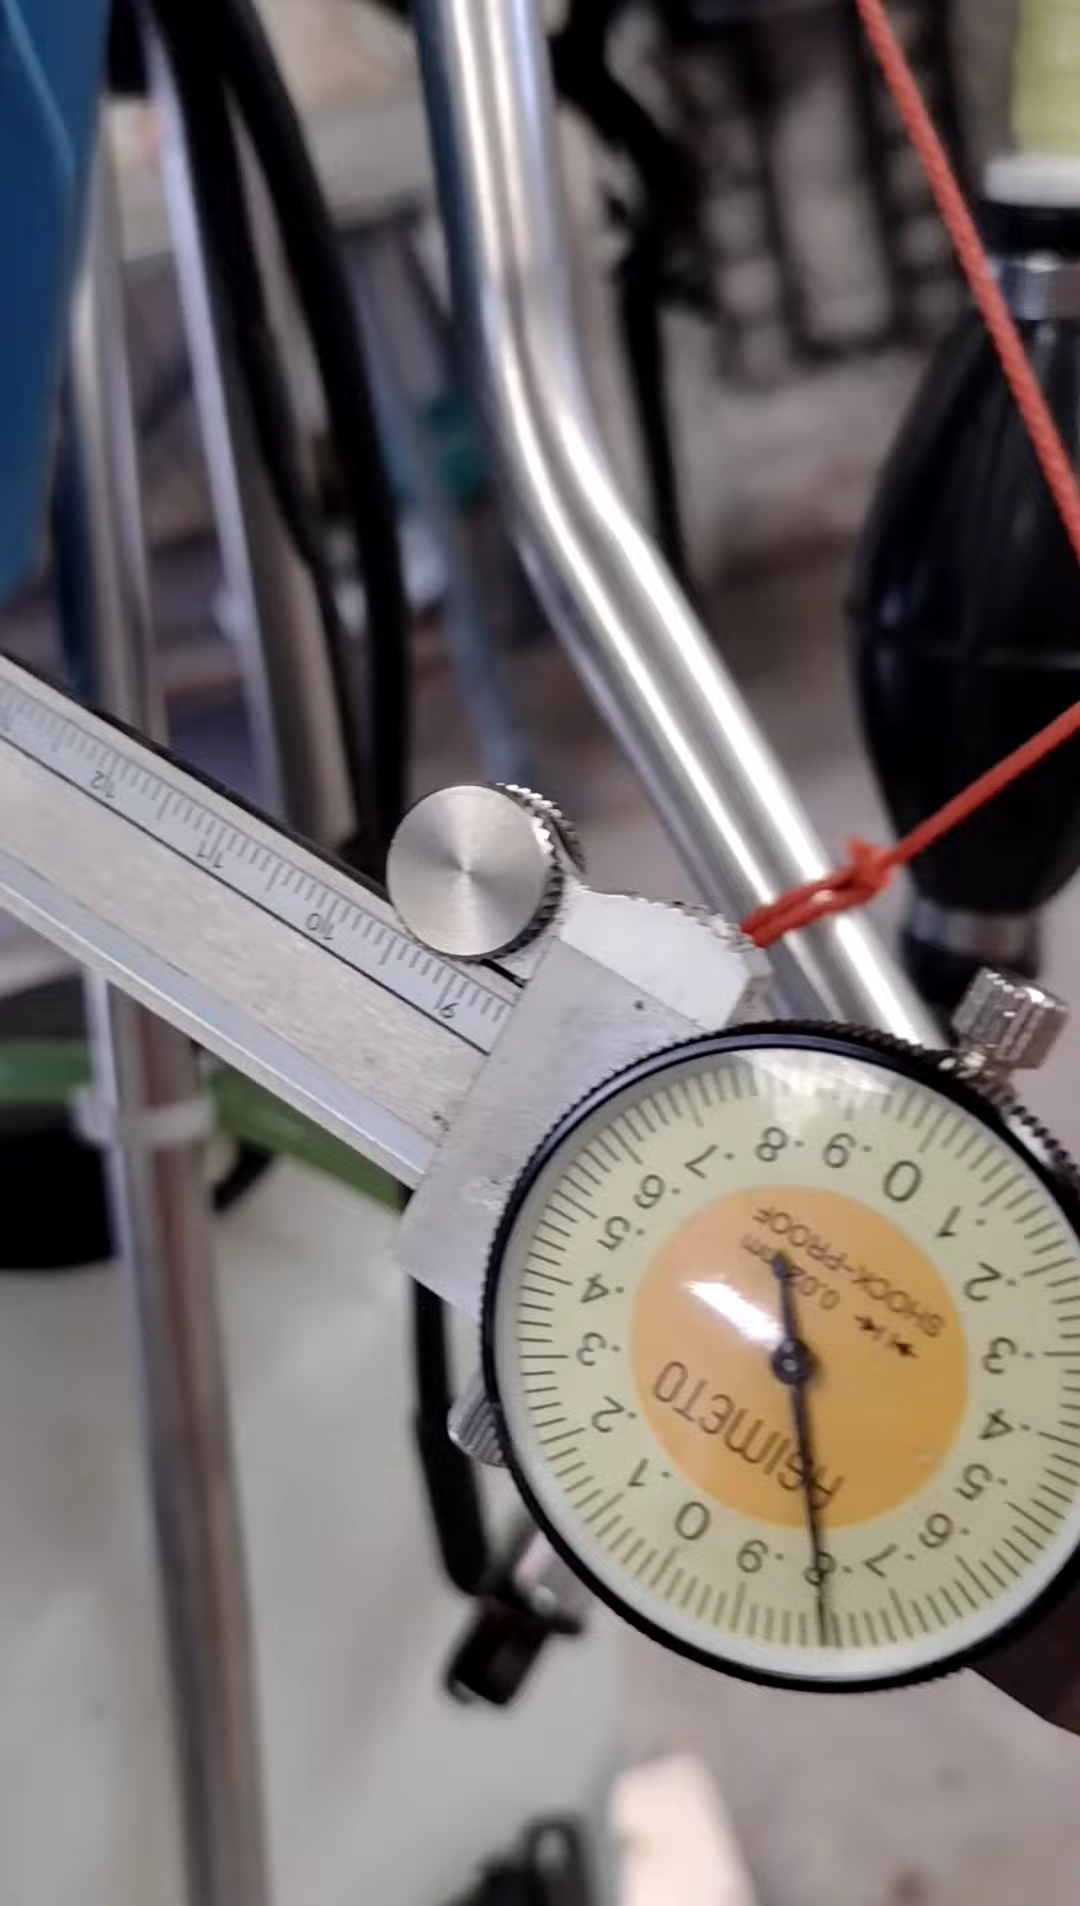 9 10 11 12
0 .1 .2 .3 .4 .5 .6 .7 .8 .9
0 .1 .2 .3 .4 .5 .6 .7 .8 .9
ASIMETO
0.02mm
SHOCK-PROOF